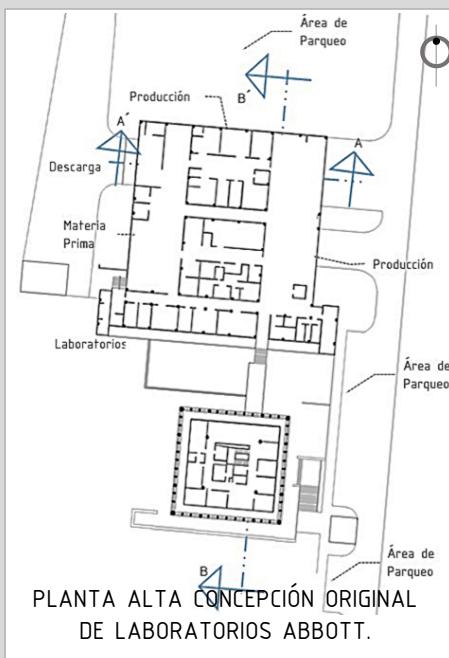 Área de
Parqueo
B´
Producción
A´
A
Descarga
Materia
Prima
Producción
Laboratorios
Área de
Parqueo
Área de
Parqueo
B
PLANTA ALTA CONCEPCIÓN ORIGINAL
DE LABORATORIOS ABBOTT.